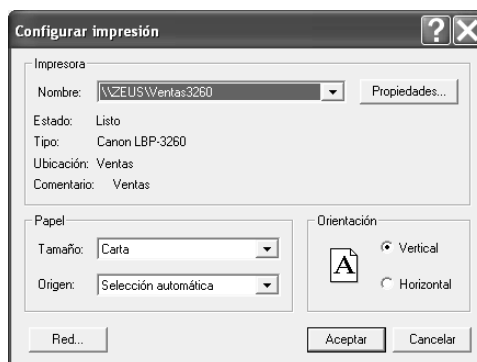 Configurar impresión
Impresora
Nombre: \\ZEUS\Ventas3260 Propiedades...
Estado: Listo
Tipo: Canon LBP-3260
Ubicación: Ventas
Comentario: Ventas
Papel
Tamaño: Carta
Origen: Selección automática
Orientación
A
Vertical
Horizontal
Red... Aceptar Cancelar